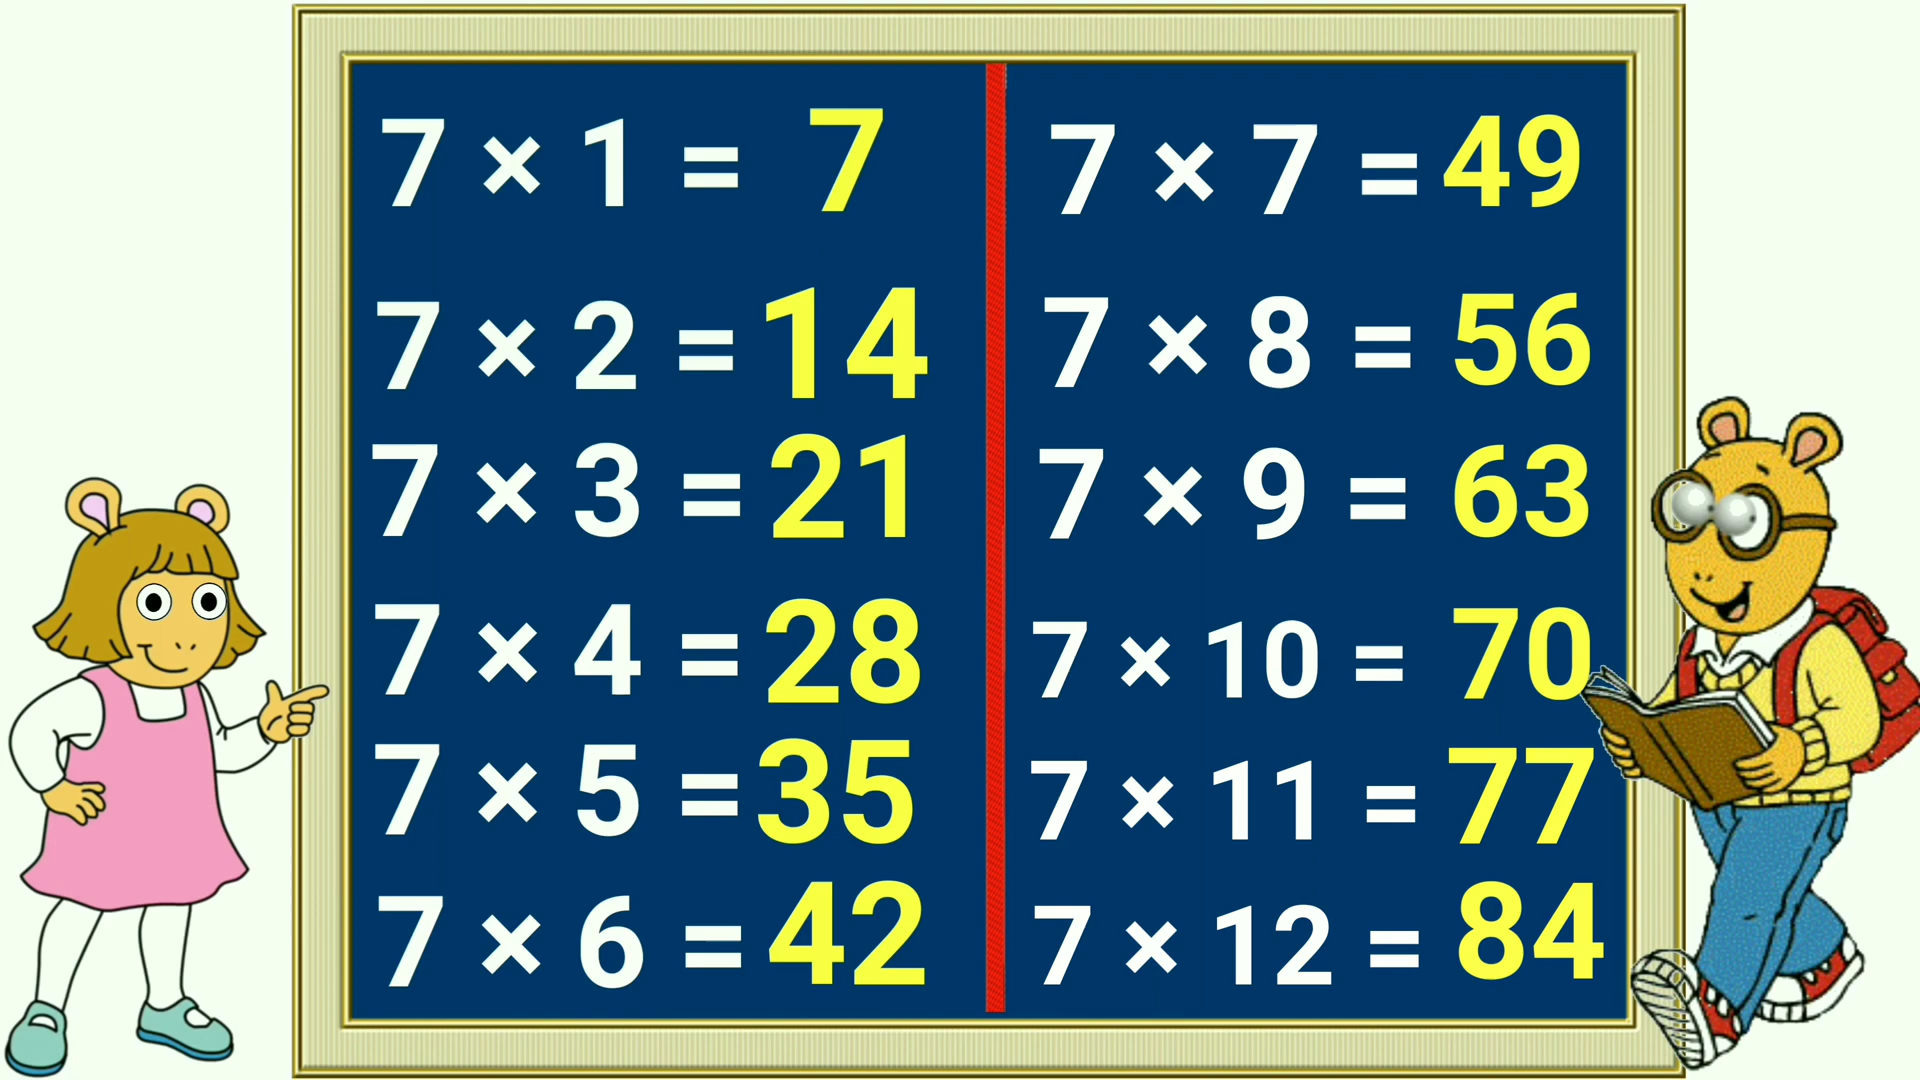 7 × 1 = 7
7 × 2 = 14
7 × 3 = 21
7 × 4 = 28
7 × 5 = 35
7 × 6 = 42
7 × 7 = 49
7 × 8 = 56
7 × 9 = 63
7 × 10 = 70
7 × 11 = 77
7 × 12 = 84